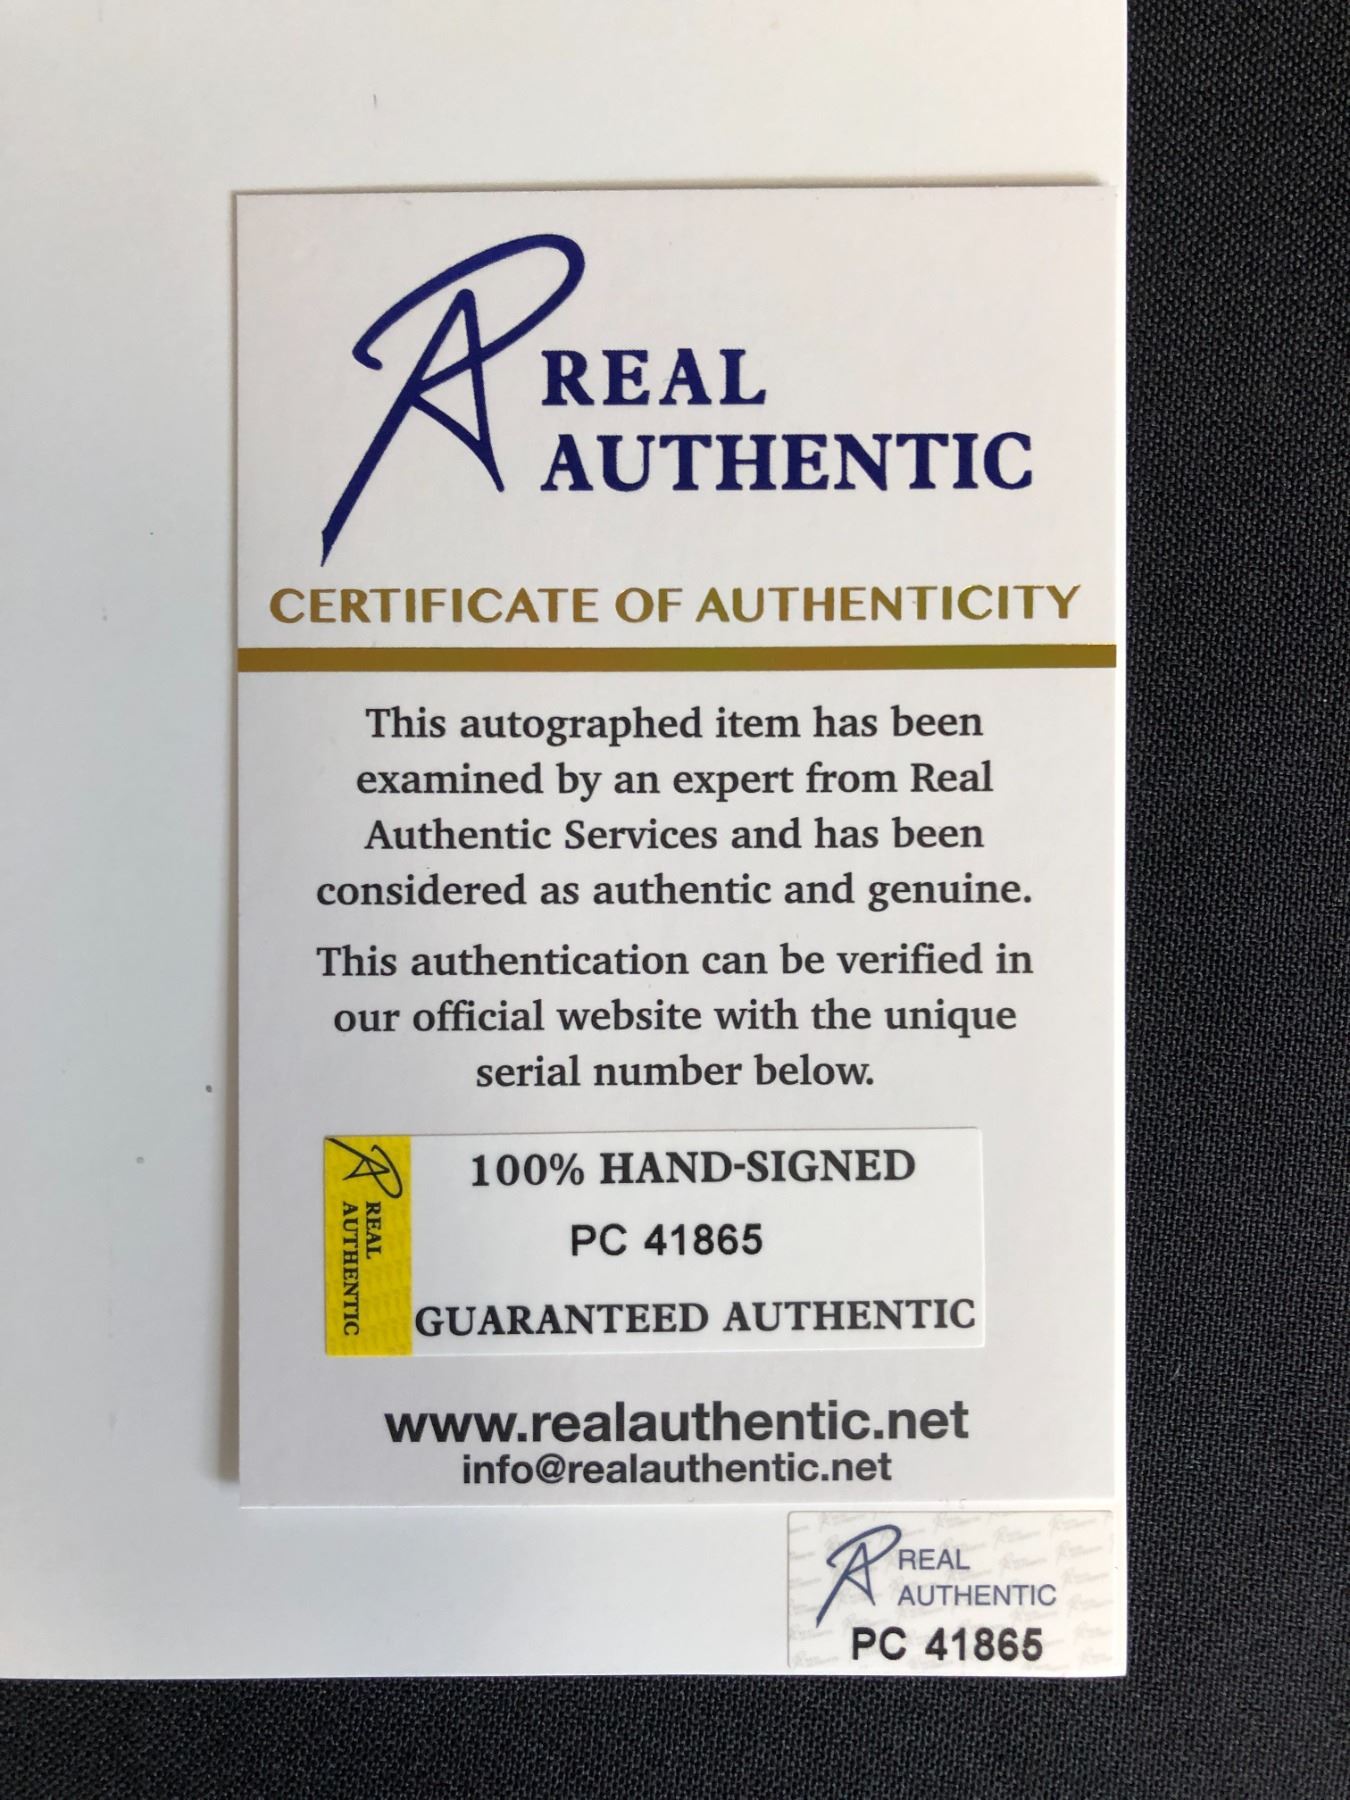 REAL
AUTHENTIC
CERTIFICATE OF AUTHENTICITY
This autographed item has been
examined by an expert from Real
Authentic Services and has been
considered as authentic and genuine.
This authentication can be verified in
our official website with the unique
serial number below.
REAL
AUTHENTIC
100% HAND-SIGNED
PC 41865
GUARANTEED AUTHENTIC
www.realauthentic.net
info@realauthentic.net
REAL
AUTHENTIC
PC 41865